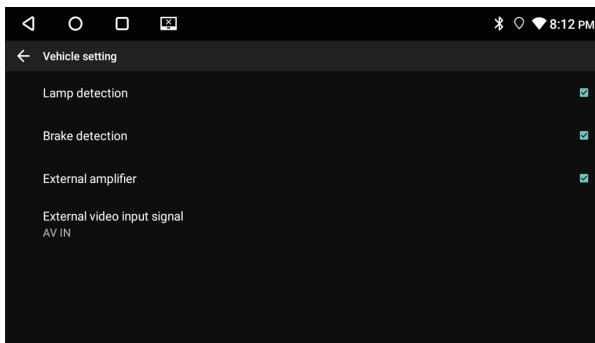 8:12 PM
Vehicle setting
Lamp detection
Brake detection
External amplifier
External video input signal
AV IN